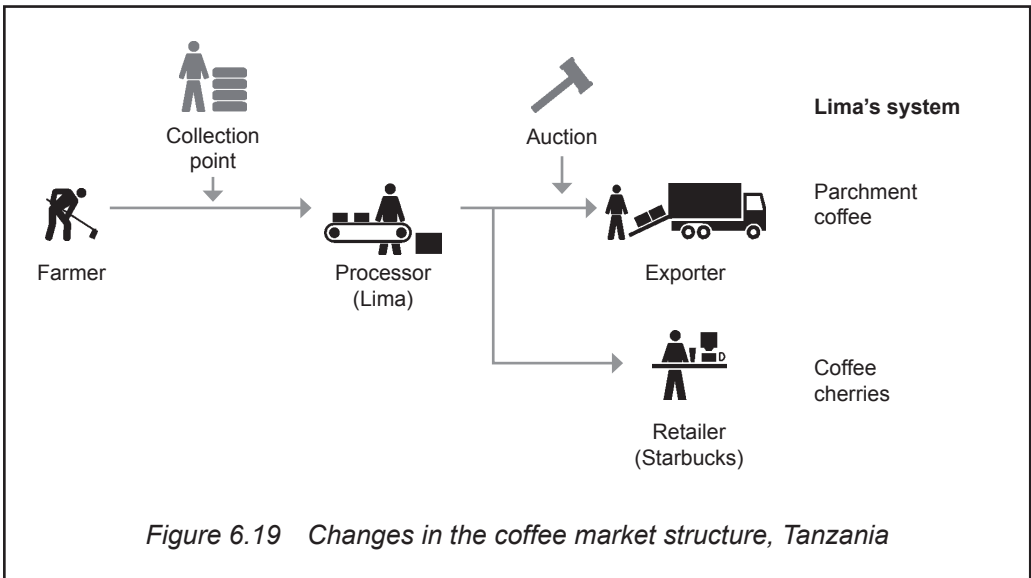 Collection
point
Auction
Lima's system
Farmer
Processor
(Lima)
Exporter
Parchment
coffee
Retailer
(Starbucks)
Coffee
cherries
Figure 6.19 Changes in the coffee market structure, Tanzania